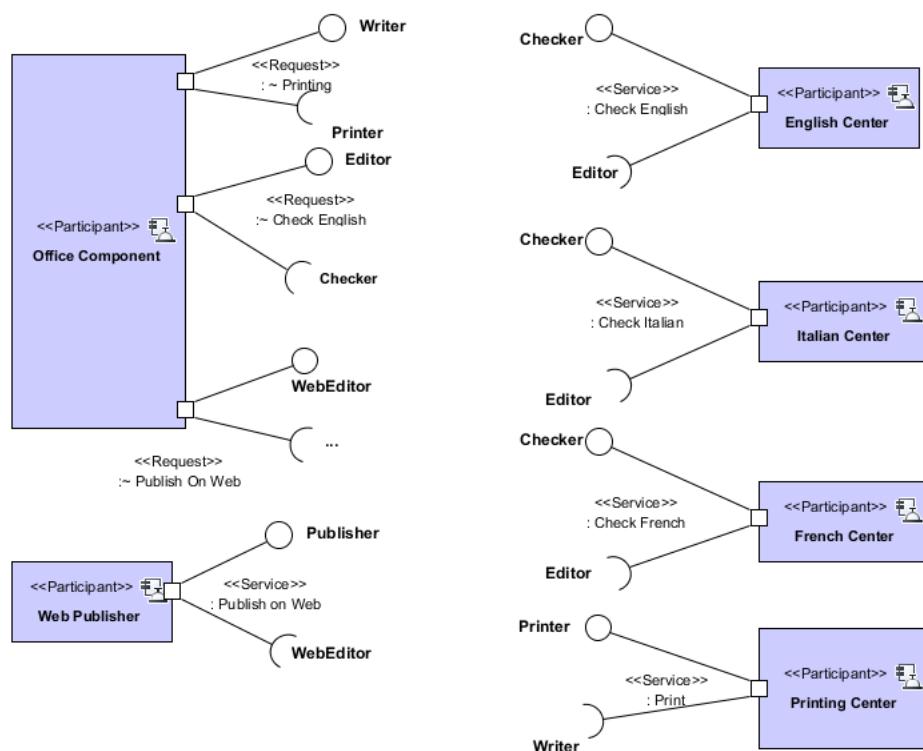 Writer
<<Request>>
: ~ Printing
Printer
Editor
<<Request>>
:~ Check English
<<Participant>>
Office Component
Checker
WebEditor
...
<<Request>>
:~ Publish On Web
Publisher
<<Participant>>
Web Publisher
<<Service>>
: Publish on Web
WebEditor
Checker
<<Service>>
: Check English
<<Participant>>
English Center
Editor
Checker
<<Service>>
: Check Italian
<<Participant>>
Italian Center
Editor
Checker
<<Service>>
: Check French
<<Participant>>
French Center
Editor
Printer
<<Service>>
: Print
<<Participant>>
Printing Center
Writer